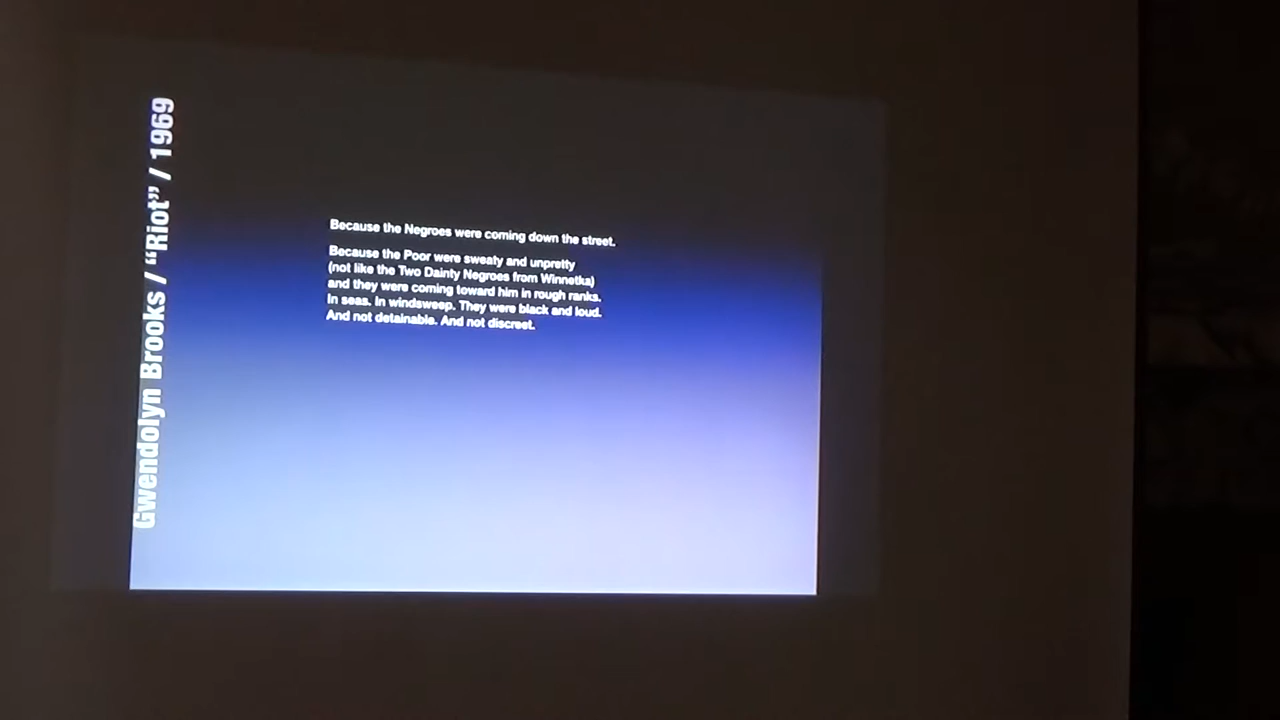 Gwendolyn Brooks / “Riot” / 1969
Because the Negroes were coming down the street.
Because the Poor were sweaty and unpretty
(not like the Two Dainty Negroes from Winnetka)
and they were coming toward him in rough ranks.
In seas. In windsweep. They were black and loud.
And not detainable. And not discreet.